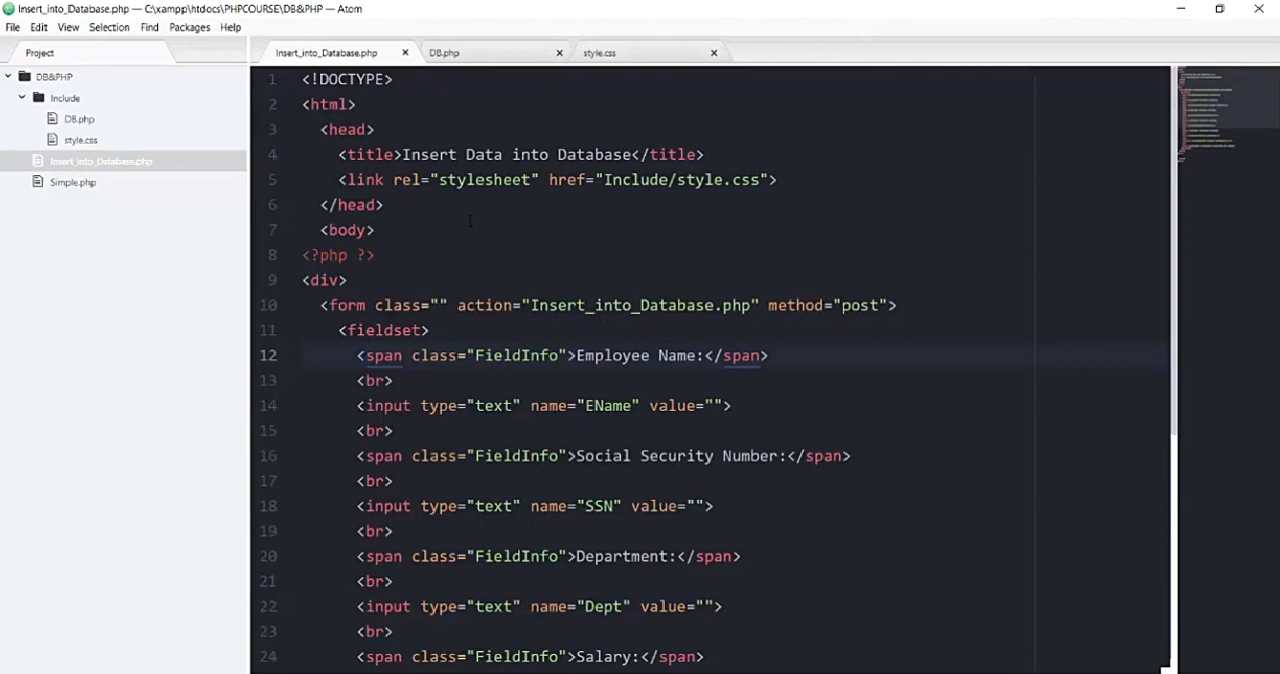 Insert_into_Database.php — C:\xampp\htdocs\PHPCOURSE\DB&PHP — Atom
File Edit View Selection Find Packages Help
Project
Insert_into_Database.php
DB.php
style.css
DB&PHP
Include
DB.php
style.css
Insert_into_Database.php
Simple.php
1 <!DOCTYPE>
2 <html>
3 <head>
4 <title>Insert Data into Database</title>
5 <link rel="stylesheet" href="Include/style.css">
6 </head>
7 <body>
8 <?php ?>
9 <div>
10 <form class="" action="Insert_into_Database.php" method="post">
11 <fieldset>
12 <span class="FieldInfo">Employee Name:</span>
13 <br>
14 <input type="text" name="EName" value="">
15 <br>
16 <span class="FieldInfo">Social Security Number:</span>
17 <br>
18 <input type="text" name="SSN" value="">
19 <br>
20 <span class="FieldInfo">Department:</span>
21 <br>
22 <input type="text" name="Dept" value="">
23 <br>
24 <span class="FieldInfo">Salary:</span>